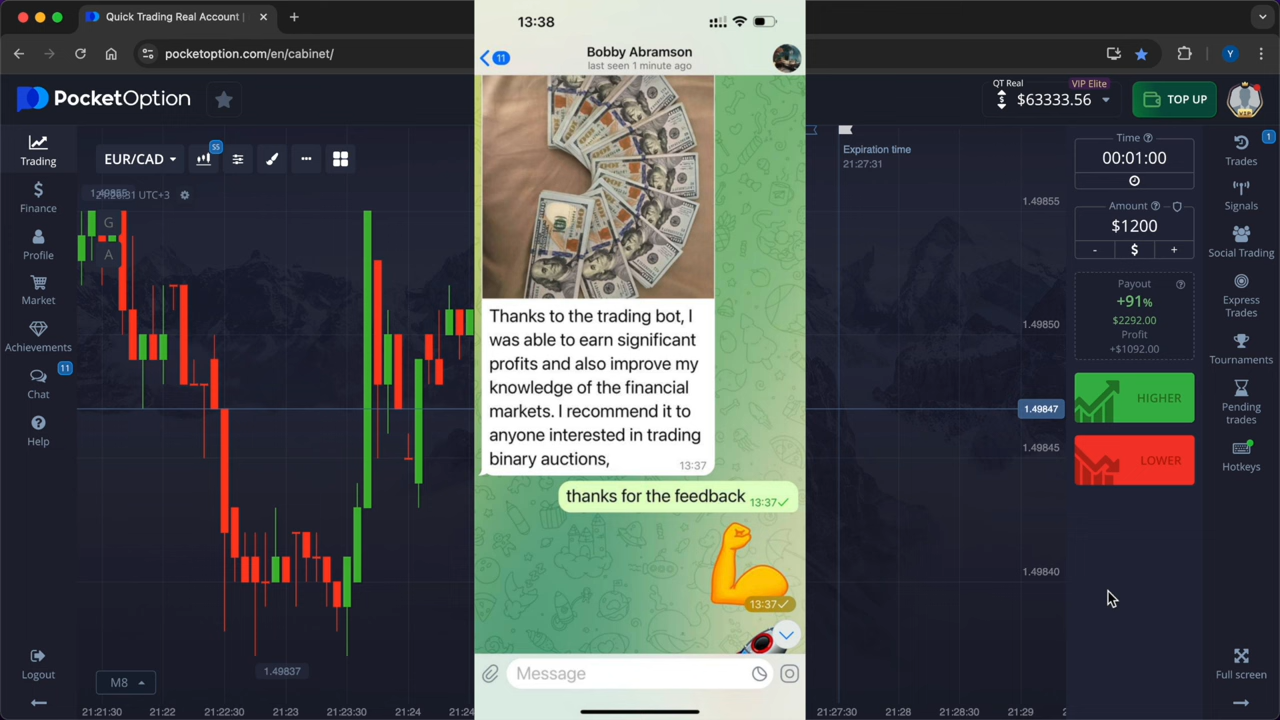 Quick Trading Real Account |
pocketoption.com/en/cabinet/
Y
PocketOption
QT Real
VIP Elite
$63333.56
TOP UP
VIP
Trading
Finance
Profile
Market
Achievements
11
Chat
Help
Logout
EUR/CAD
55
UTC+3
G
A
1.49837
M8
21:21:30
21:22
21:22:30
21:23
21:23:30
21:24
21:24
13:38
11
Bobby Abramson
last seen 1 minute ago
Thanks to the trading bot, I
was able to earn significant
profits and also improve my
knowledge of the financial
markets. I recommend it to
anyone interested in trading
binary auctions,
13:37
thanks for the feedback
13:37
13:37
Message
Expiration time
21:27:31
1.49855
1.49850
1.49847
1.49845
1.49840
21:27:30
21:28
21:28:30
21:29
Time
00:01:00
Amount
$1200
-
$
+
Payout
+91%
$2292.00
Profit
+$1092.00
HIGHER
LOWER
1
Trades
Signals
Social Trading
Express
Trades
Tournaments
Pending
trades
Hotkeys
Full screen